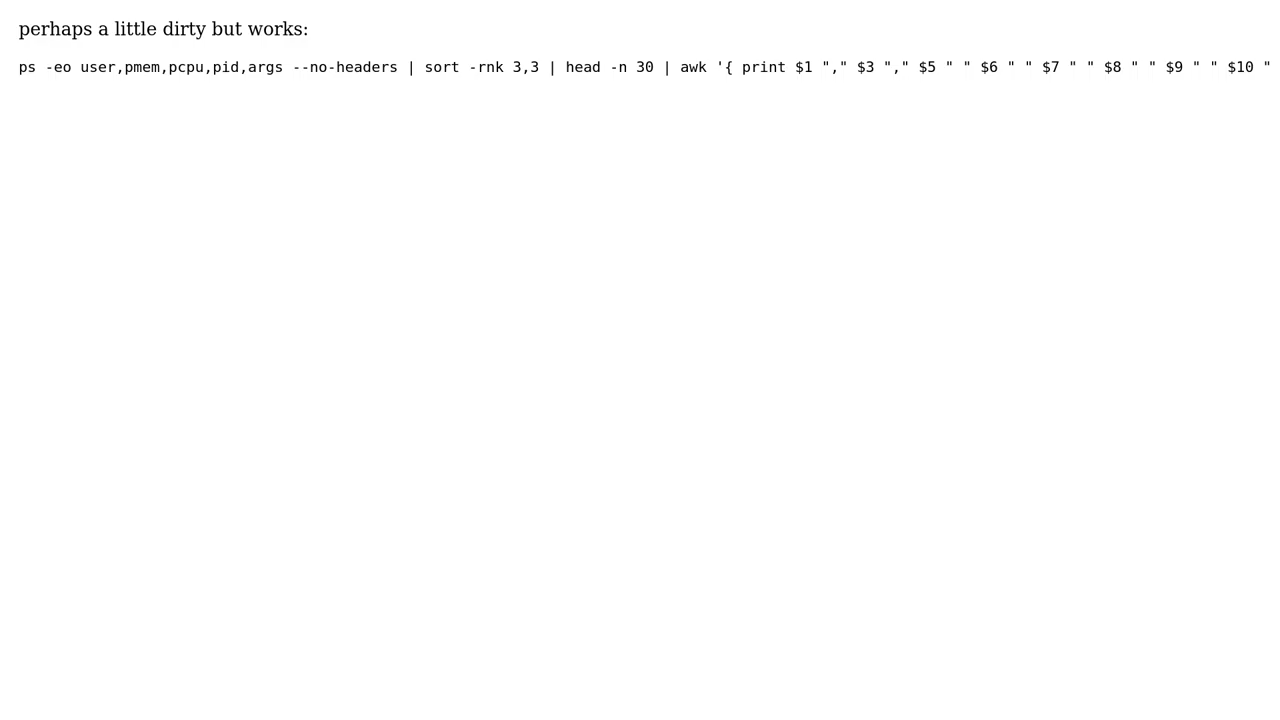 perhaps a little dirty but works:
ps -eo user,pmem,pcpu,pid,args --no-headers | sort -rnk 3,3 | head -n 30 | awk '{ print $1 "," $3 "," $5 " " $6 " " $7 " " $8 " " $9 " " $10 "